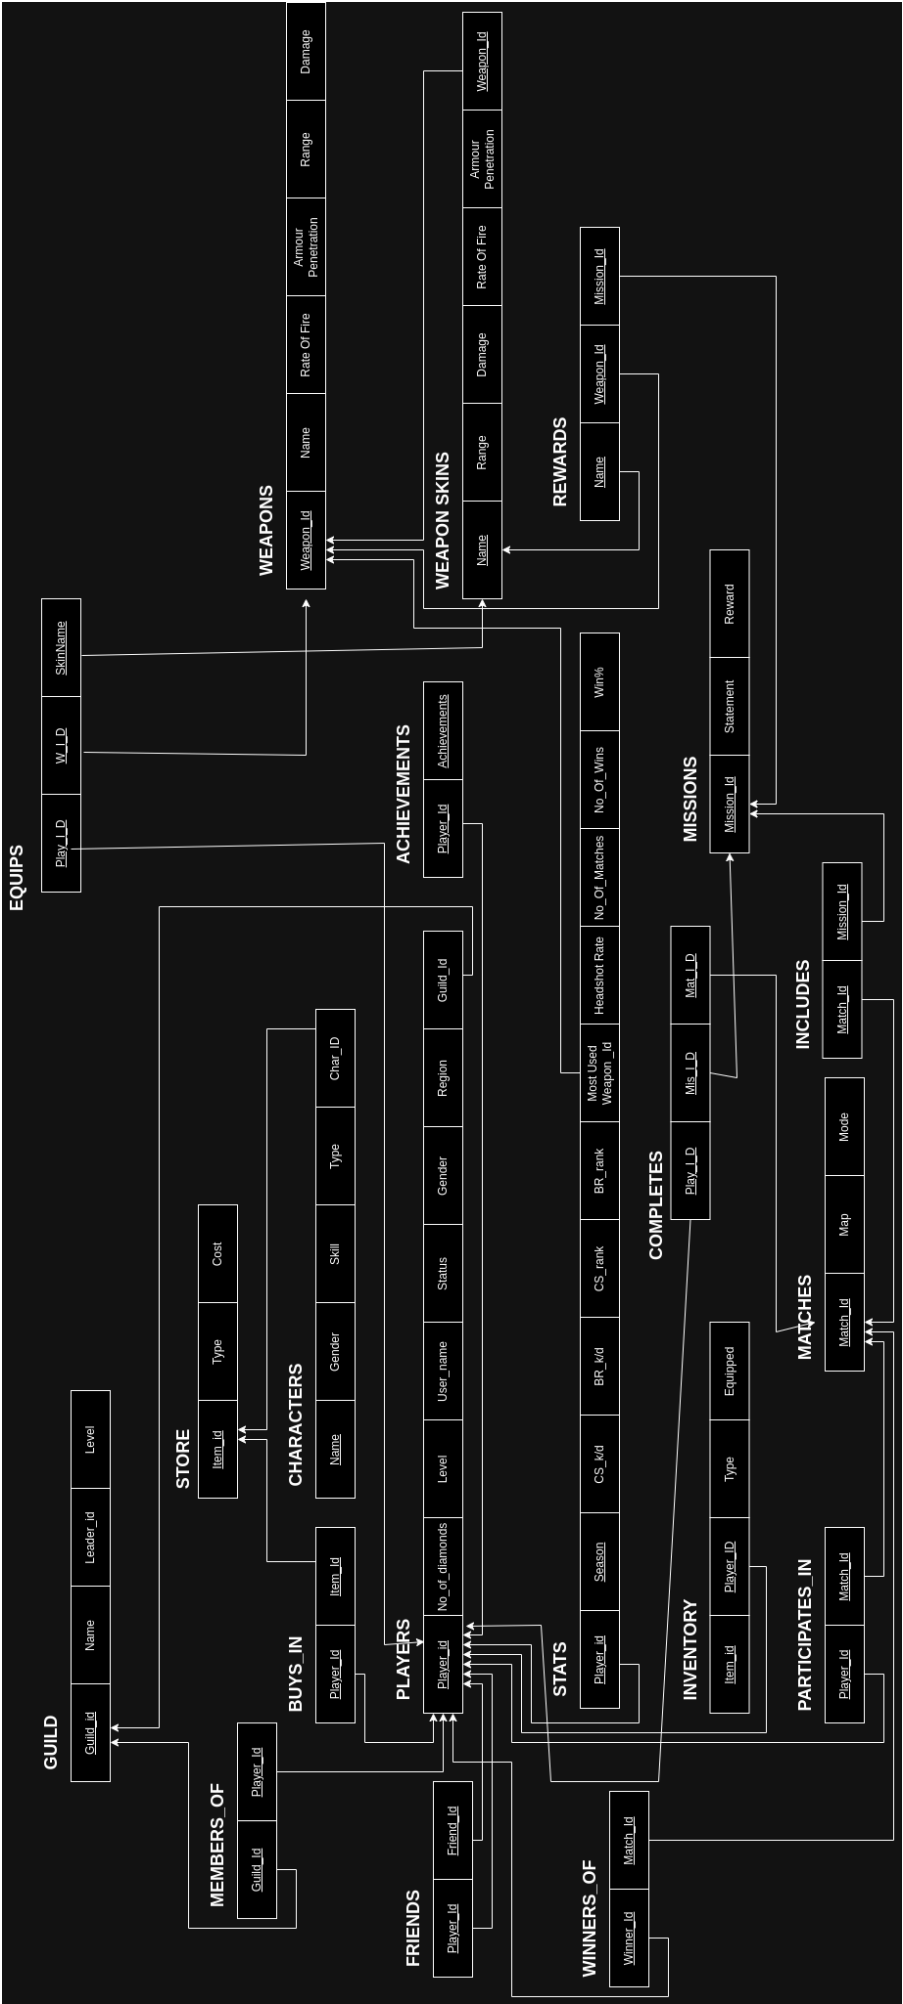 GUILD
Guild_id
Name
Leader_id
Level
EQUIPS
Play_I_D
W_I_D
SkinName
STORE
Item_id
Type
Cost
MEMBERS_OF
Guild_Id
Player_Id
BUYS_IN
Player_Id
Item_Id
CHARACTERS
Name
Gender
Skill
Type
Char_ID
WEAPONS
Weapon_Id
Name
Rate Of Fire
Armour
Penetration
Range
Damage
PLAYERS
Player_id
No_of_diamonds
Level
User_name
Status
Gender
Region
Guild_Id
ACHIEVEMENTS
Player_Id
Achievements
WEAPON SKINS
Name
Range
Damage
Rate Of Fire
Armour
Penetration
Weapon_Id
FRIENDS
Player_Id
Friend_Id
STATS
Player_id
Season
CS_k/d
BR_k/d
CS_rank
BR_rank
Most Used
Weapon _Id
Headshot Rate
No_Of_Matches
No_Of_Wins
Win%
REWARDS
Name
Weapon_Id
Mission_Id
WINNERS_OF
Winner_Id
Match_Id
COMPLETES
Play_I_D
Mis_I_D
Mat_I_D
INVENTORY
Item_id
Player_ID
Type
Equipped
MISSIONS
Mission_Id
Statement
Reward
PARTICIPATES_IN
Player_Id
Match_Id
MATCHES
Match_Id
Map
Mode
INCLUDES
Match_Id
Mission_Id